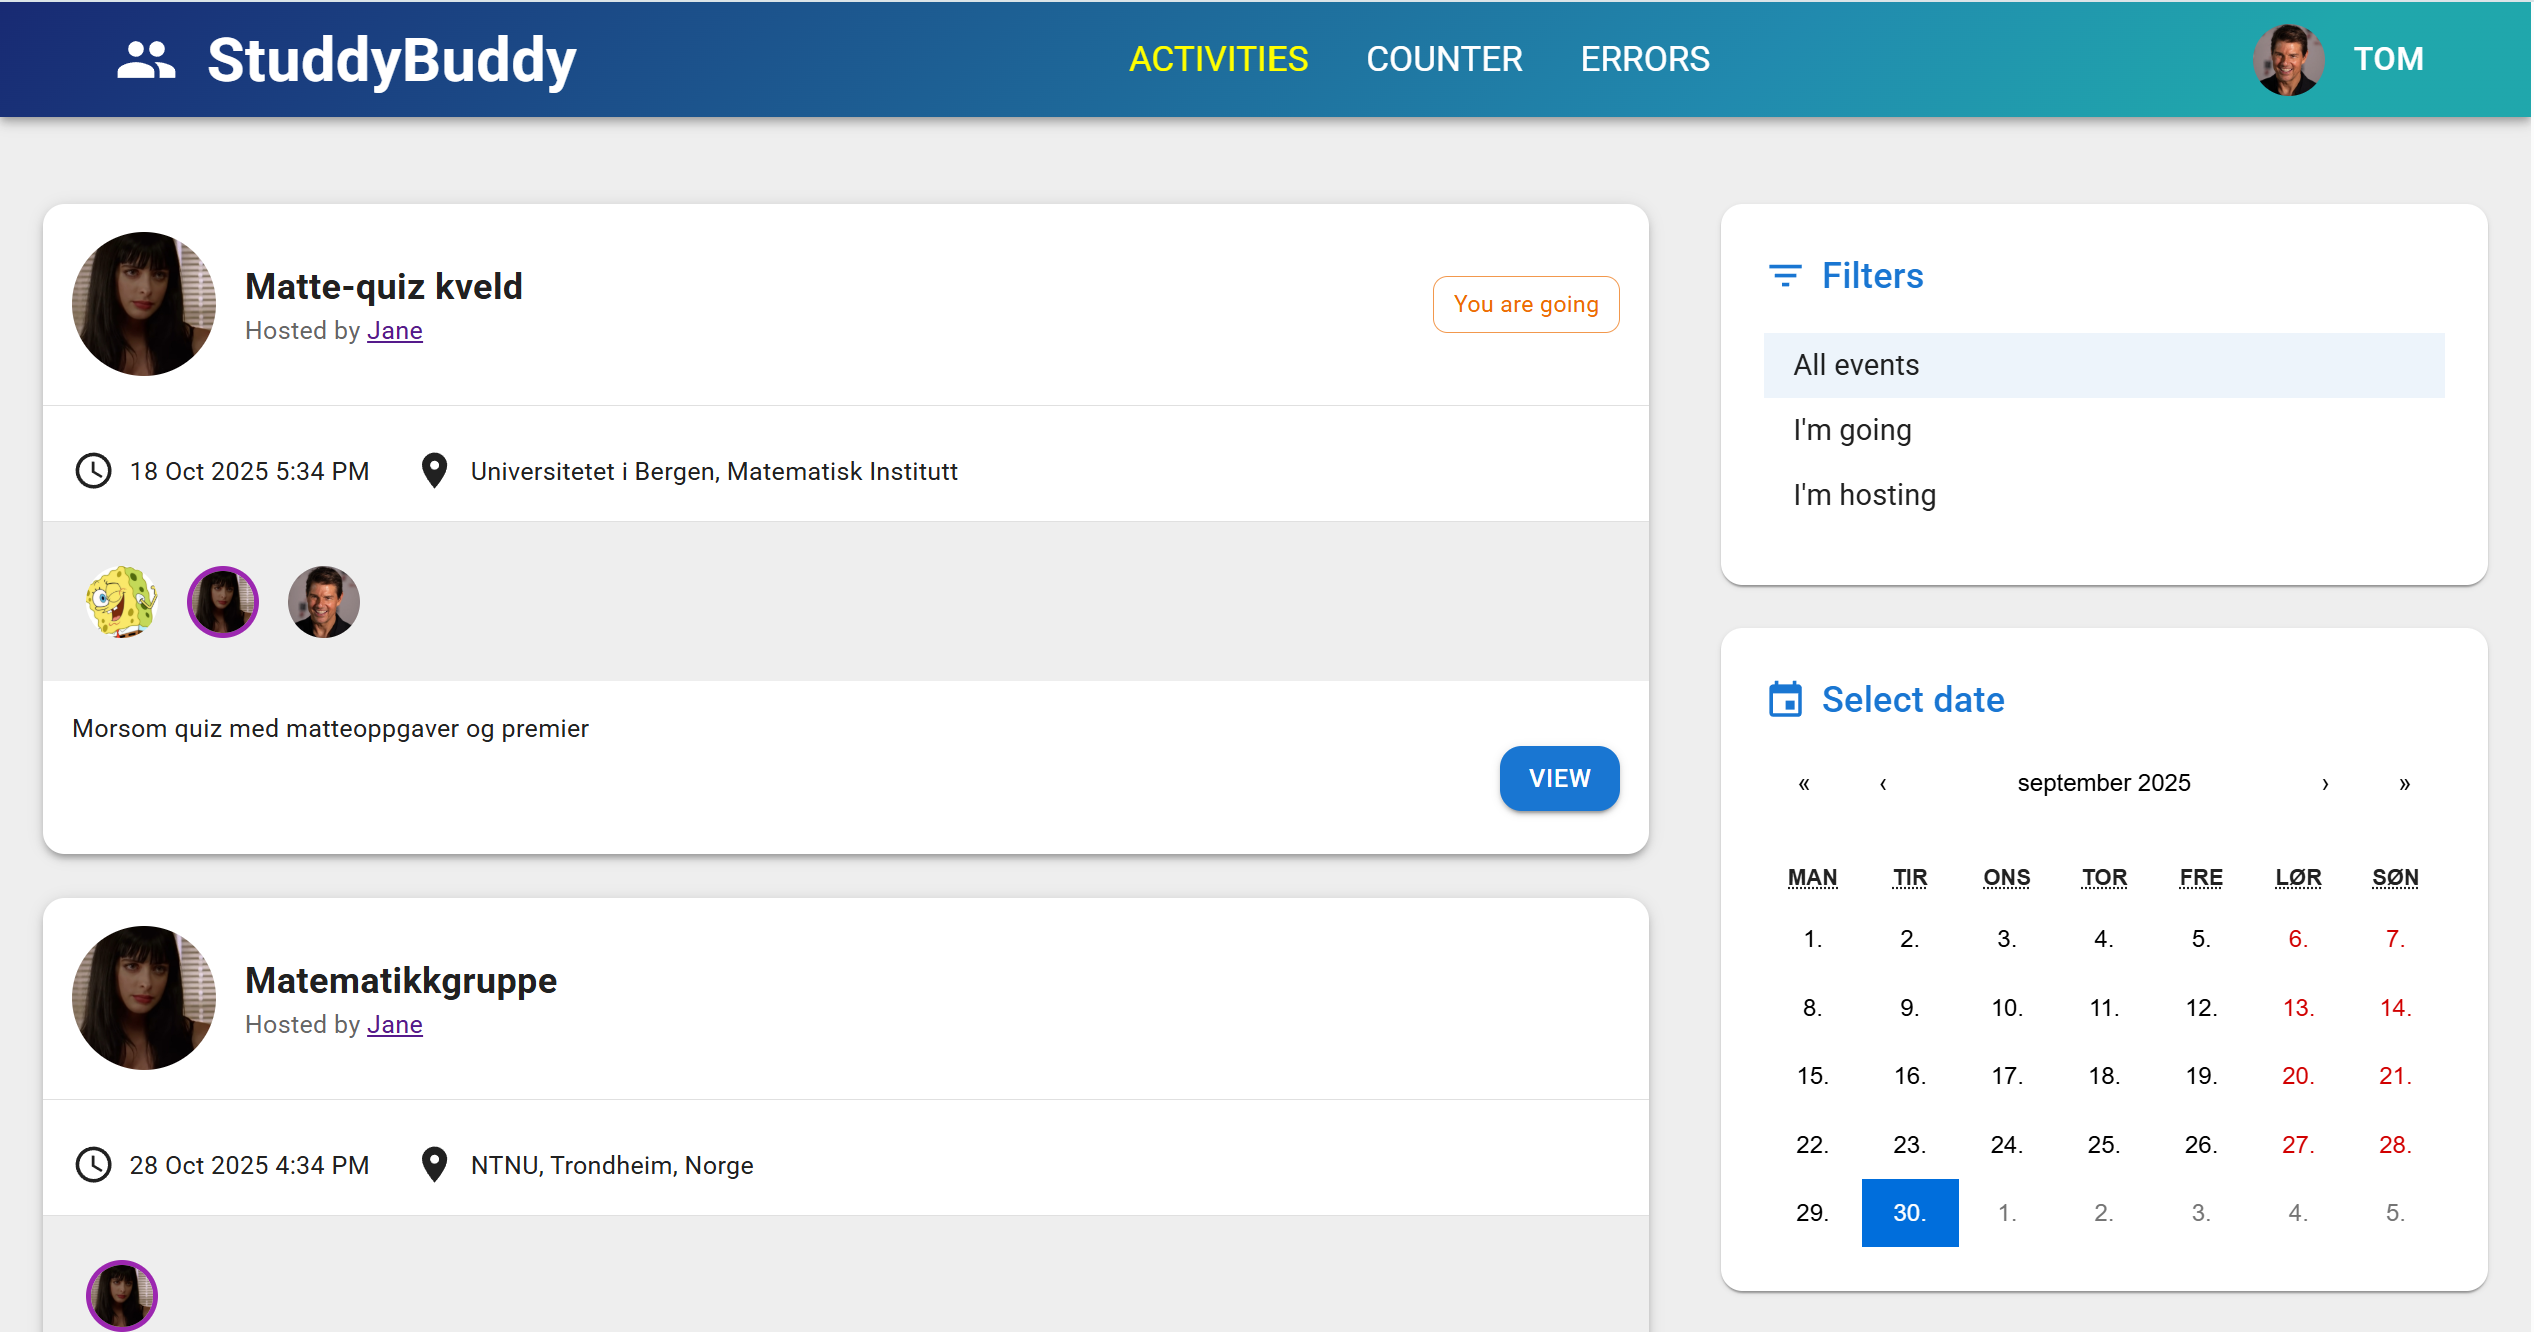 StuddyBuddy
ACTIVITIES COUNTER ERRORS
TOM
Matte-quiz kveld
Hosted by Jane
You are going
18 Oct 2025 5:34 PM
Universitetet i Bergen, Matematisk Institutt
Morsom quiz med matteoppgaver og premier
VIEW
Matematikkgruppe
Hosted by Jane
28 Oct 2025 4:34 PM
NTNU, Trondheim, Norge
Filters
All events
I'm going
I'm hosting
Select date
« ‹ september 2025 › »
MAN TIR ONS TOR FRE LØR SØN
1. 2. 3. 4. 5. 6. 7.
8. 9. 10. 11. 12. 13. 14.
15. 16. 17. 18. 19. 20. 21.
22. 23. 24. 25. 26. 27. 28.
29. 30. 1. 2. 3. 4. 5.